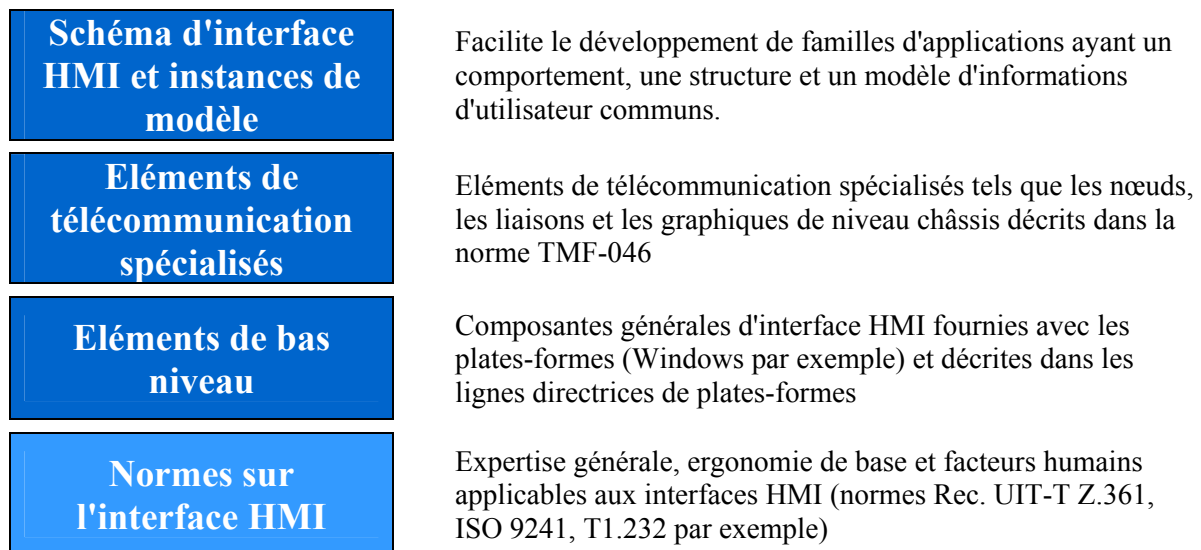 Schéma d'interface
HMI et instances de
modèle
Facilite le développement de familles d'applications ayant un
comportement, une structure et un modèle d'informations
d'utilisateur communs.
Eléments de
télécommunication
spécialisés
Eléments de télécommunication spécialisés tels que les nœuds,
les liaisons et les graphiques de niveau châssis décrits dans la
norme TMF-046
Eléments de bas
niveau
Composantes générales d'interface HMI fournies avec les
plates-formes (Windows par exemple) et décrites dans les
lignes directrices de plates-formes
Normes sur
l'interface HMI
Expertise générale, ergonomie de base et facteurs humains
applicables aux interfaces HMI (normes Rec. UIT-T Z.361,
ISO 9241, T1.232 par exemple)